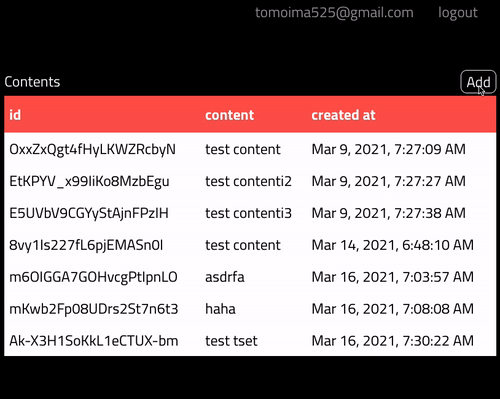 tomoima525@gmail.com logout
Contents Add
id content created at
OxxZxQgt4fHyLKWZRcbyN test content Mar 9, 2021, 7:27:09 AM
EtKPYV_x99IiKo8MzbEgu test contenti2 Mar 9, 2021, 7:27:27 AM
E5UVbV9CGYyStAjnFPzIH test contenti3 Mar 9, 2021, 7:27:38 AM
8vy1Is227fL6pjEMASn0l test content Mar 14, 2021, 6:48:10 AM
m6OIGGA7GOHvcgPtIpnLO asdrfa Mar 16, 2021, 7:03:57 AM
mKwb2Fp08UDrs2St7n6t3 haha Mar 16, 2021, 7:08:08 AM
Ak-X3H1SoKkL1eCTUX-bm test tset Mar 16, 2021, 7:30:22 AM